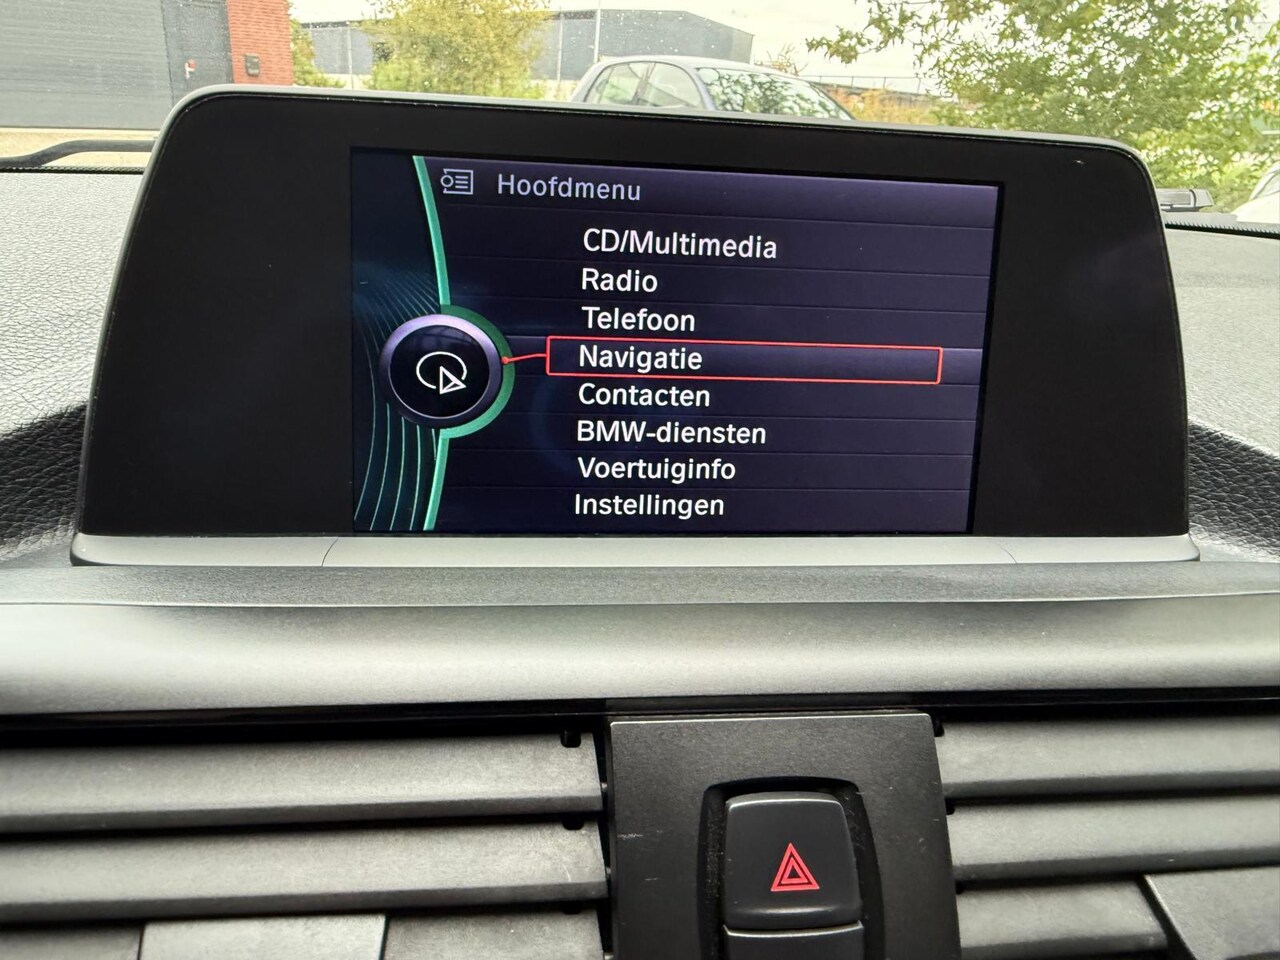 Hoofdmenu
CD/Multimedia
Radio
Telefoon
Navigatie
Contacten
BMW-diensten
Voertuiginfo
Instellingen